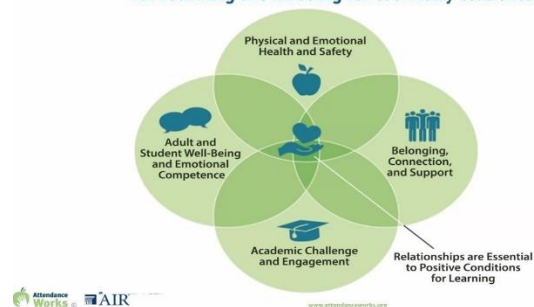 Physical and Emotional
Health and Safety
Adult and
Student Well-Being
and Emotional
Competence
Belonging,
Connection,
and Support
Academic Challenge
and Engagement
Relationships are Essential
to Positive Conditions
for Learning
Attendance
Works
AIR
www.attendanceworks.org